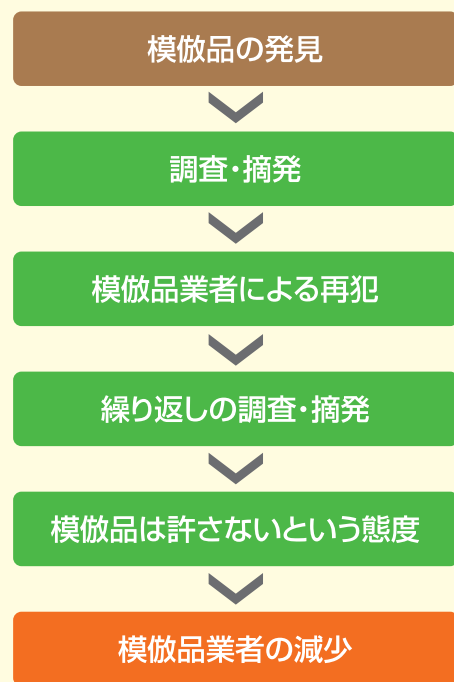 模倣品の発見
調査・摘発
模倣品業者による再犯
繰り返しの調査・摘発
模倣品は許さないという態度
模倣品業者の減少